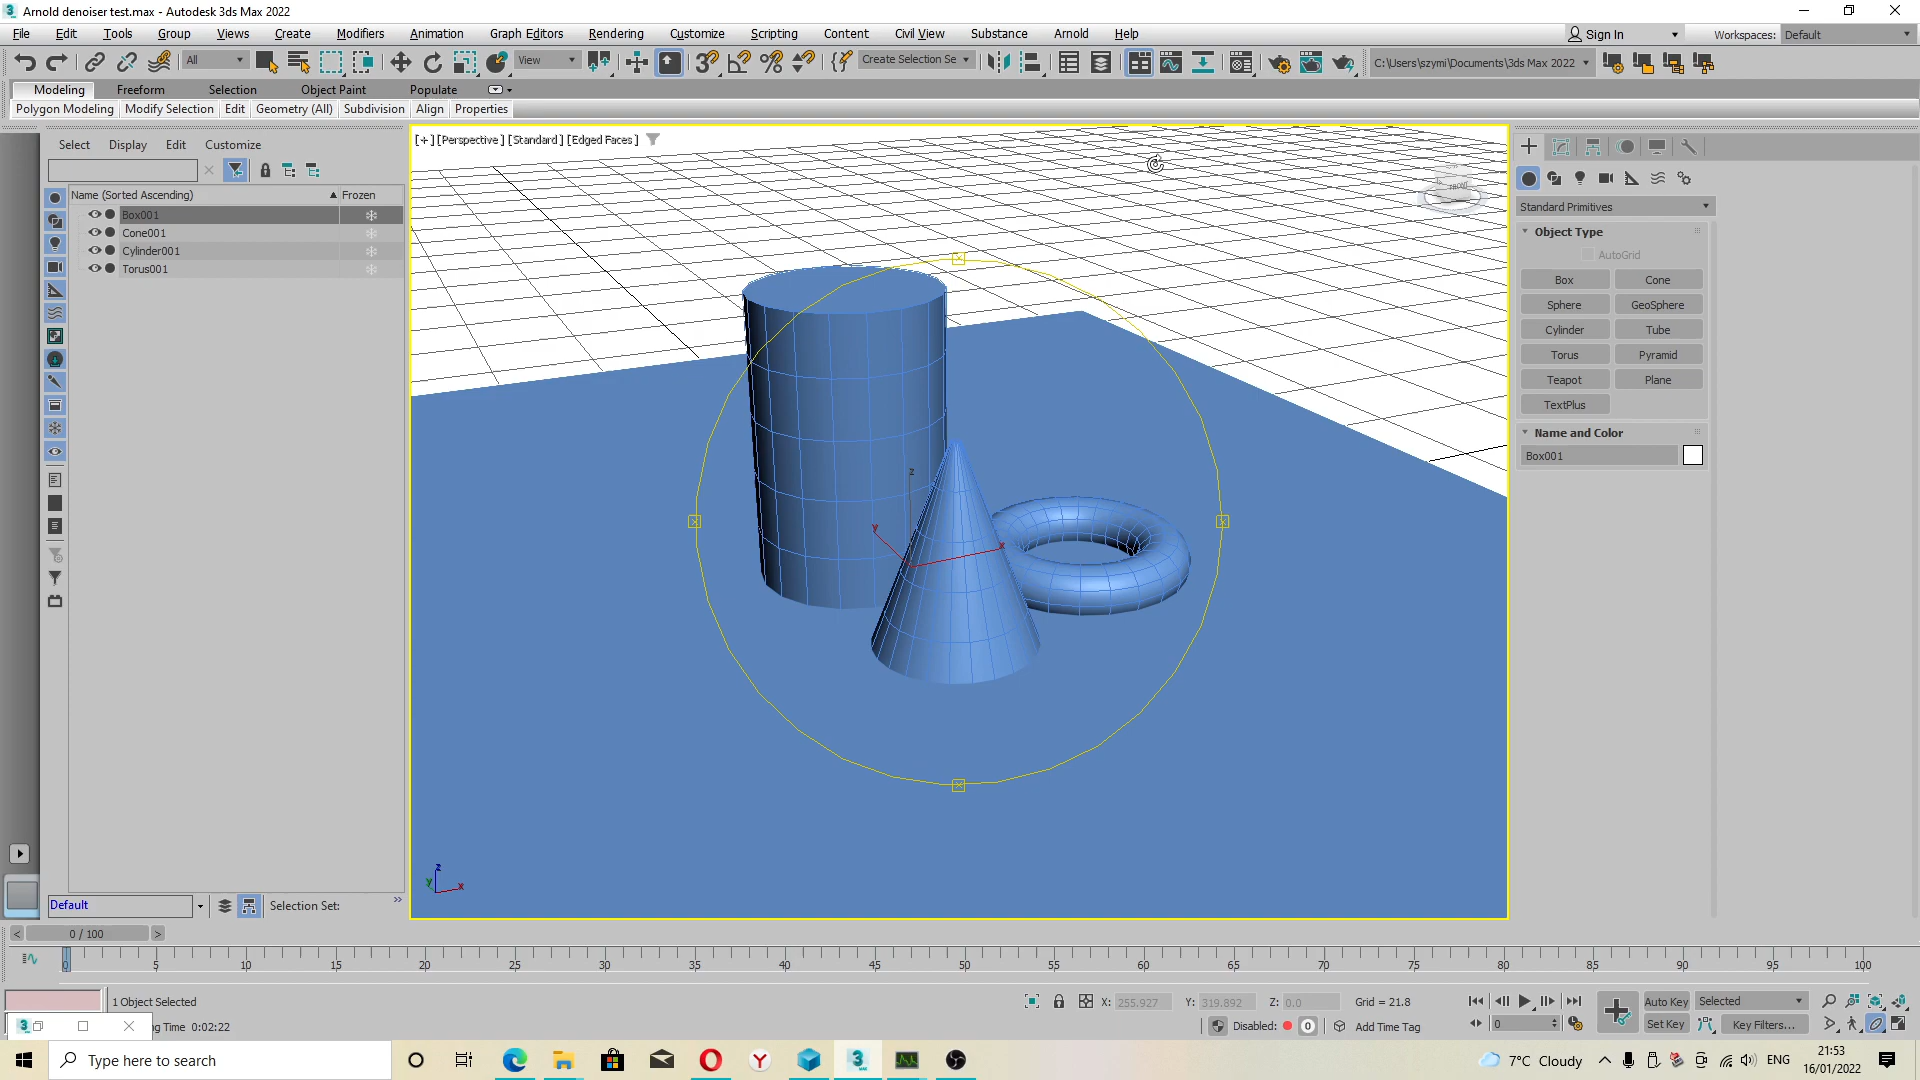 Arnold denoiser test.max - Autodesk 3ds Max 2022
File Edit Tools Group Views Create Modifiers Animation Graph Editors Rendering Customize Scripting Content Civil View Substance Arnold Help Sign In Workspaces: Default
All View Create Selection Se C:\Users\szymi\Documents\3ds Max 2022
Modeling Freeform Selection Object Paint Populate
Polygon Modeling Modify Selection Edit Geometry (All) Subdivision Align Properties
Select Display Edit Customize
[+] [Perspective] [Standard] [Edged Faces]
FRONT
Name (Sorted Ascending) Frozen
Box001
Cone001
Cylinder001
Torus001
Standard Primitives
Object Type
AutoGrid
Box Cone
Sphere GeoSphere
Cylinder Tube
Torus Pyramid
Teapot Plane
TextPlus
Name and Color
Box001
z
y
x
z
y
x
Default Selection Set:
0 / 100
0 5 10 15 20 25 30 35 40 45 50 55 60 65 70 75 80 85 90 95 100
1 Object Selected X: 255.927 Y: 319.892 Z: 0.0 Grid = 21.8 Auto Key Selected
ng Time 0:02:22 Disabled: 0 Add Time Tag 0 Set Key Key Filters...
Type here to search 7°C Cloudy ENG 21:53
16/01/2022